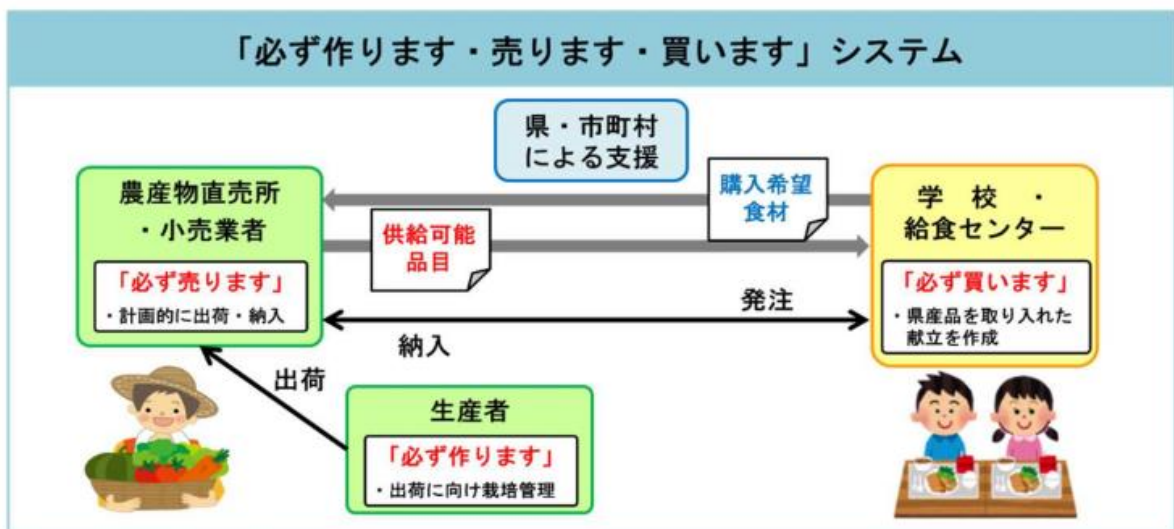 「必ず作ります・売ります・買います」システム
県・市町村
による支援
農産物直売所
・小売業者
「必ず売ります」
・計画的に出荷・納入
購入希望
食材
供給可能
品目
学　校　・
給食センター
「必ず買います」
・県産品を取り入れた
献立を作成
発注
納入
出荷
生産者
「必ず作ります」
・出荷に向け栽培管理